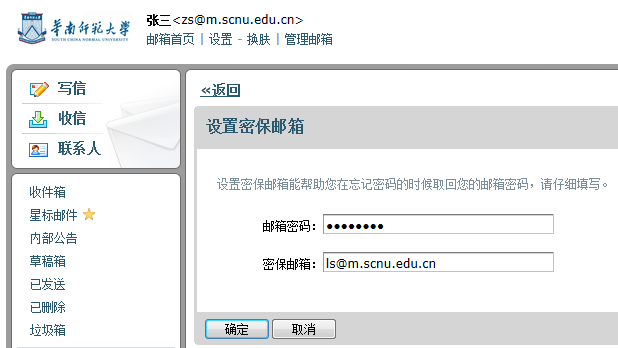 华南师范大学
SOUTH CHINA NORMAL UNIVERSITY
张三<zs@m.scnu.edu.cn>
邮箱首页 | 设置 - 换肤 | 管理邮箱
写信
收信
联系人
收件箱
星标邮件
内部公告
草稿箱
已发送
已删除
垃圾箱
«返回
设置密保邮箱
设置密保邮箱能帮助您在忘记密码的时候取回您的邮箱密码，请仔细填写。
邮箱密码：●●●●●●●●
密保邮箱：ls@m.scnu.edu.cn
确定 取消